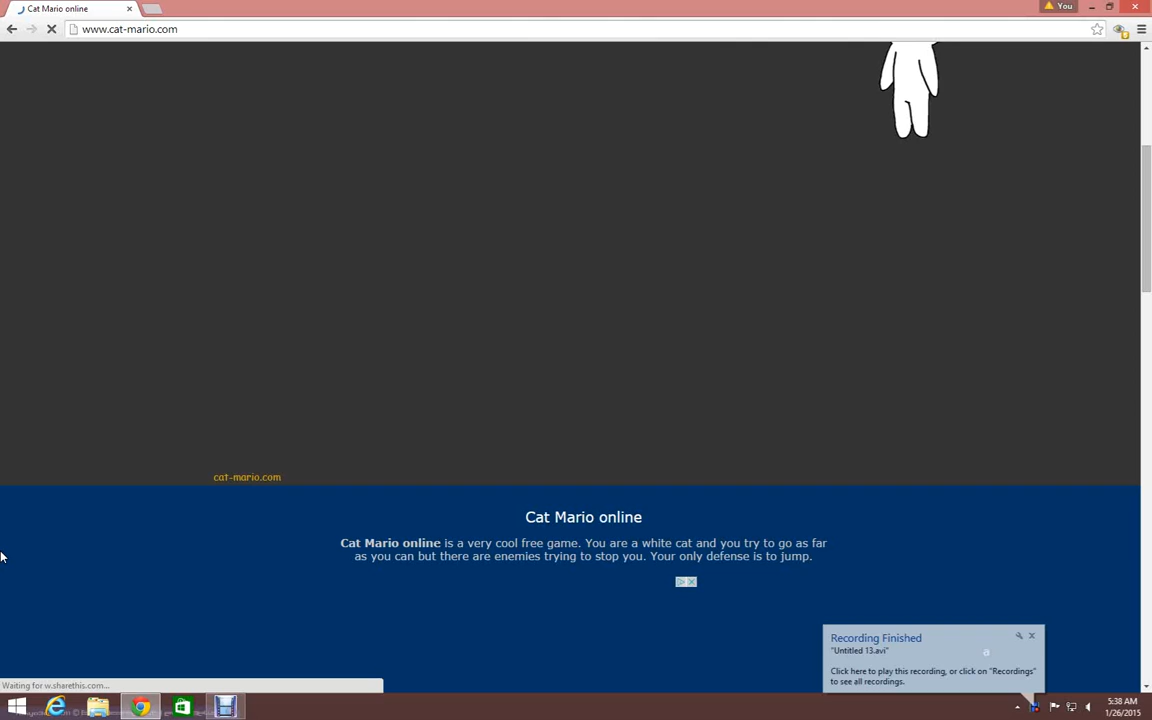 Cat Mario online
You
www.cat-mario.com
cat-mario.com
Cat Mario online
Cat Mario online is a very cool free game. You are a white cat and you try to go as far
as you can but there are enemies trying to stop you. Your only defense is to jump.
Recording Finished
"Untitled 13.avi"
a
Click here to play this recording, or click on "Recordings"
to see all recordings.
Waiting for w.sharethis.com...
5:38 AM
1/26/2015